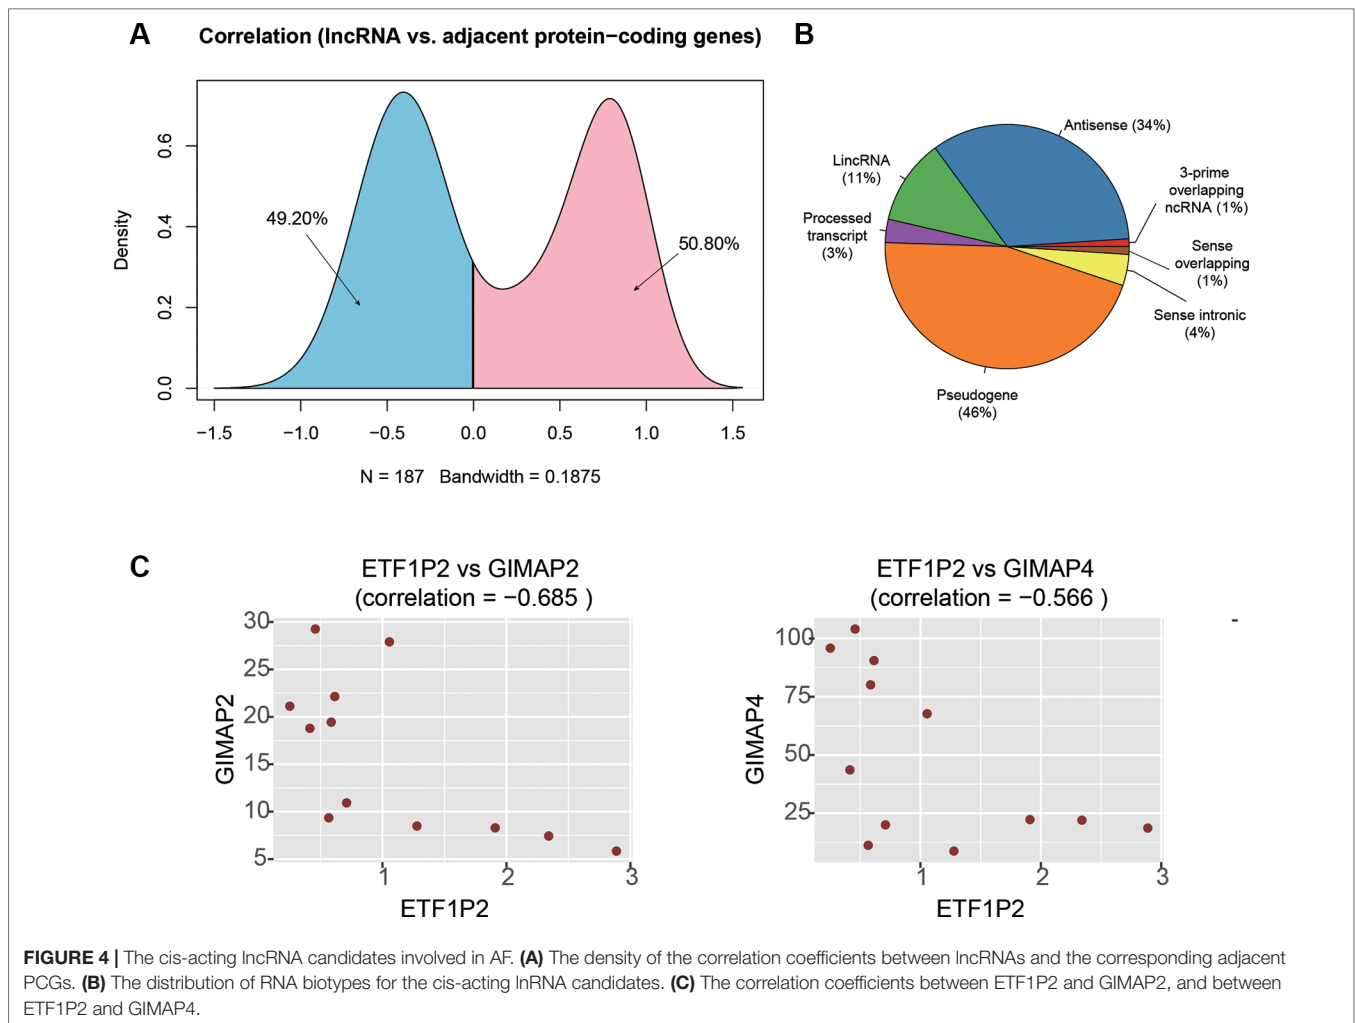 A
Correlation (lncRNA vs. adjacent protein−coding genes)
Density
0.0
0.2
0.4
0.6
49.20%
50.80%
−1.5
−1.0
−0.5
0.0
0.5
1.0
1.5
N = 187 Bandwidth = 0.1875
B
Antisense (34%)
3-prime
overlapping
ncRNA (1%)
Sense
overlapping
(1%)
Sense intronic
(4%)
Pseudogene
(46%)
Processed
transcript
(3%)
LincRNA
(11%)
C
ETF1P2 vs GIMAP2
(correlation = −0.685 )
GIMAP2
30
25
20
15
10
5
1
2
3
ETF1P2
ETF1P2 vs GIMAP4
(correlation = −0.566 )
GIMAP4
100
75
50
25
1
2
3
ETF1P2
-
FIGURE 4 | The cis-acting lncRNA candidates involved in AF. (A) The density of the correlation coefficients between lncRNAs and the corresponding adjacent
PCGs. (B) The distribution of RNA biotypes for the cis-acting lnRNA candidates. (C) The correlation coefficients between ETF1P2 and GIMAP2, and between
ETF1P2 and GIMAP4.